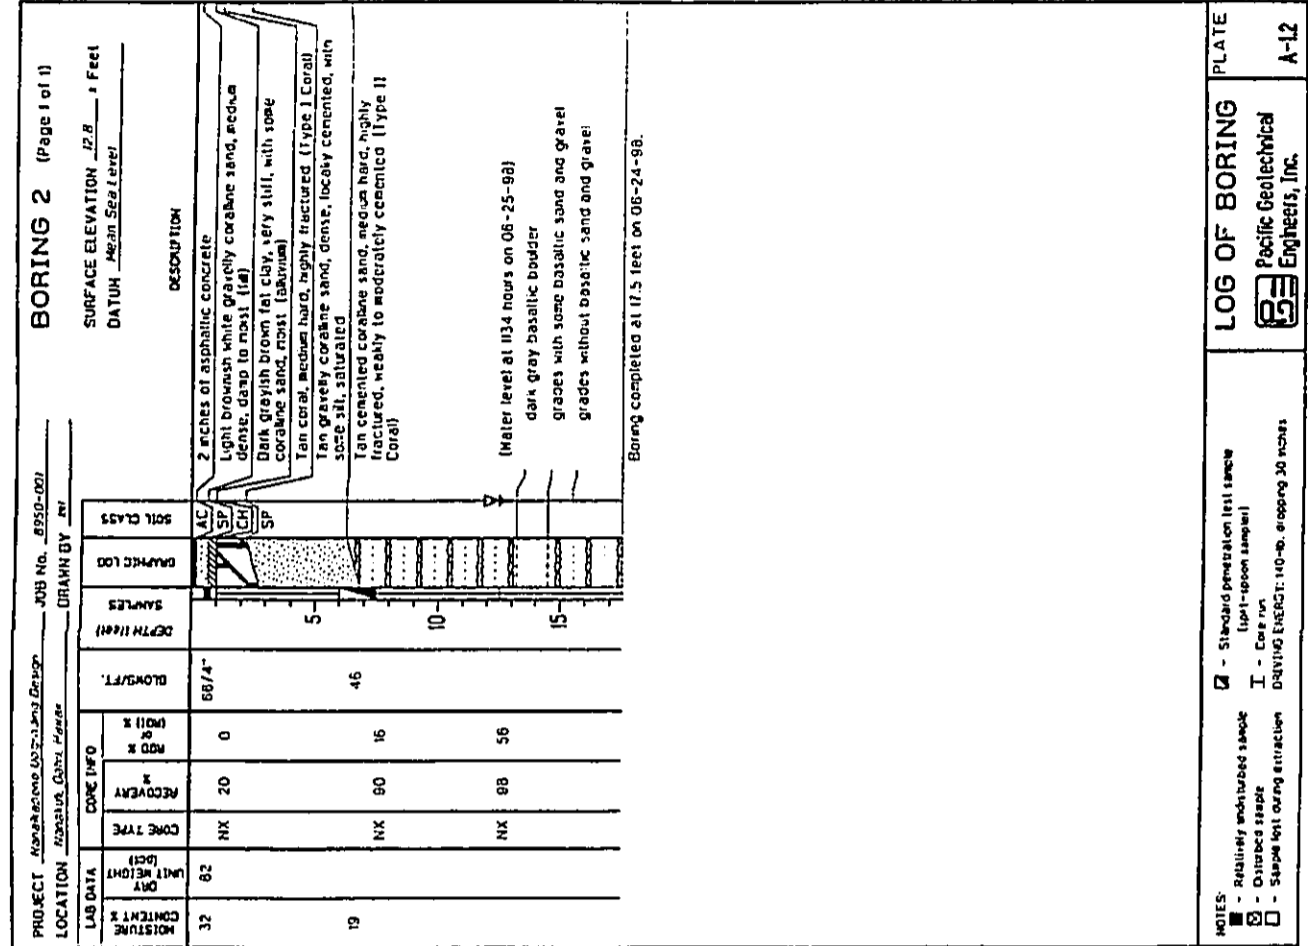 PROJECT
JOB No. 8950-001
BORING 2 (Page 1 of 1)
LOCATION
DRAWN BY
SURFACE ELEVATION 12.8 ± Feet
DATUM Mean Sea Level
LAB DATA
CORE INFO
MOISTURE CONTENT %
DRY UNIT WEIGHT (pcf)
CORE TYPE
RECOVERY %
RQD % or (MOI) %
BLOWS/FT.
DEPTH (feet)
SAMPLES
GRAPHIC LOG
SOIL CLASS
DESCRIPTION
32 82 NX 20 0 66/4"
19 NX 90 16 46
NX 98 56
5
10
15
AC
SP
CH
SP
2 inches of asphaltic concrete
Light brownish white gravelly coralline sand, medium
dense, damp to moist (fill)
Dark grayish brown fat clay, very stiff, with some
coralline sand, moist (alluvium)
Tan coral, medium hard, highly fractured (Type I Coral)
Tan gravelly coralline sand, dense, locally cemented, with
some silt, saturated
Tan cemented coralline sand, medium hard, highly
fractured, weakly to moderately cemented (Type II
Coral)
(Water level at 1134 hours on 06-25-98)
dark gray basaltic boulder
grades with some basaltic sand and gravel
grades without basaltic sand and gravel
Boring completed at 17.5 feet on 06-24-98.
NOTES:
- Relatively undisturbed sample
- Disturbed sample
- Sample lost during extraction
- Standard penetration test sample
(split-spoon sampler)
I - Core run
DRIVING ENERGY: 140-lb. dropping 30 inches
LOG OF BORING
Pacific Geotechnical
Engineers, Inc.
PLATE
A-1.2